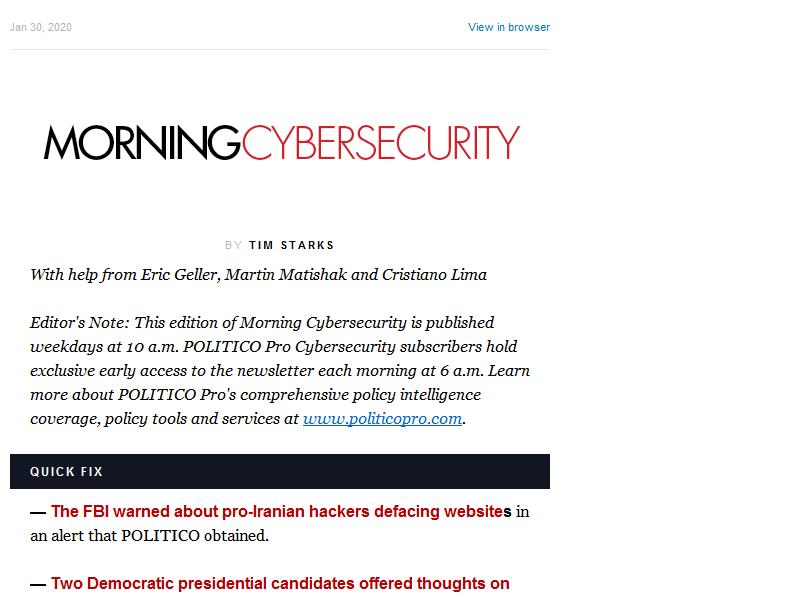 Jan 30, 2020 View in browser
MORNINGCYBERSECURITY
BY TIM STARKS
With help from Eric Geller, Martin Matishak and Cristiano Lima
Editor's Note: This edition of Morning Cybersecurity is published
weekdays at 10 a.m. POLITICO Pro Cybersecurity subscribers hold
exclusive early access to the newsletter each morning at 6 a.m. Learn
more about POLITICO Pro's comprehensive policy intelligence
coverage, policy tools and services at www.politicopro.com.
QUICK FIX
— The FBI warned about pro-Iranian hackers defacing websites in
an alert that POLITICO obtained.
— Two Democratic presidential candidates offered thoughts on